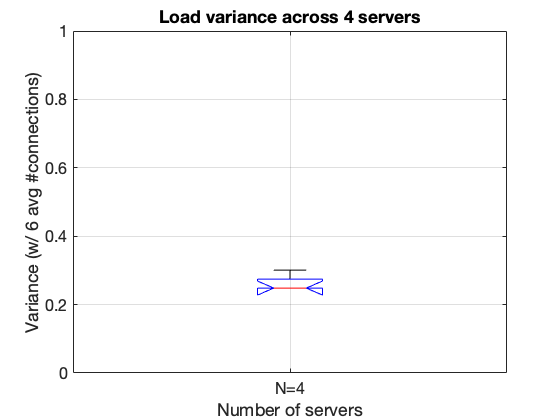 Load variance across 4 servers
Variance (w/ 6 avg #connections)
1
0.8
0.6
0.4
0.2
0
N=4
Number of servers